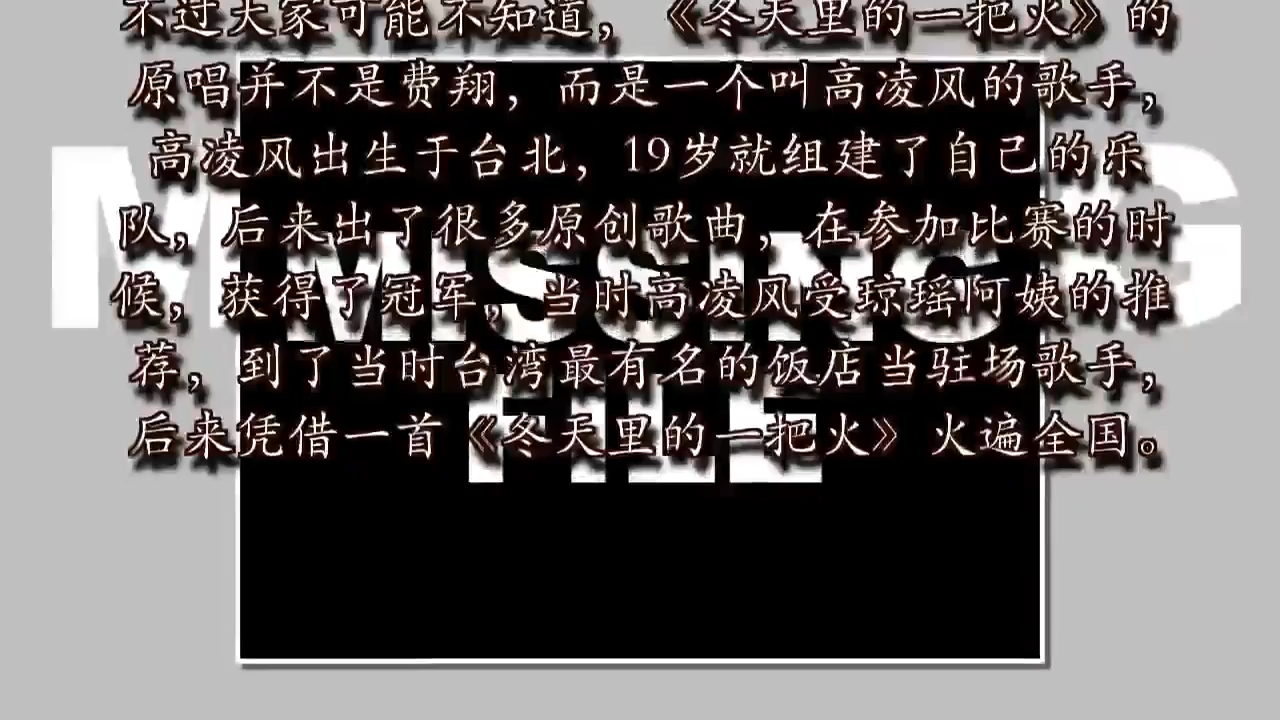 不过大家可能不知道，《冬天里的一把火》的
原唱并不是费翔，而是一个叫高凌风的歌手，
高凌风出生于台北，19岁就组建了自己的乐
队，后来出了很多原创歌曲，在参加比赛的时
候，获得了冠军。当时高凌风受琼瑶阿姨的推
荐，到了当时台湾最有名的饭店当驻场歌手，
后来凭借一首《冬天里的一把火》火遍全国。
MISSING
FILE